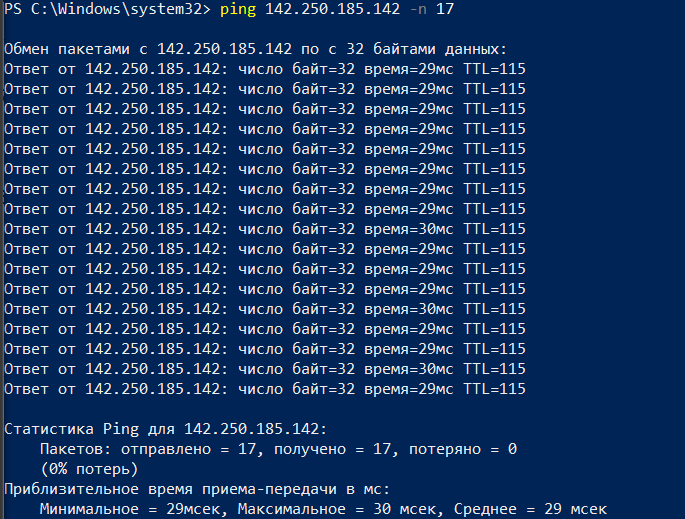 PS C:\Windows\system32> ping 142.250.185.142 -n 17
Обмен пакетами с 142.250.185.142 по с 32 байтами данных:
Ответ от 142.250.185.142: число байт=32 время=29мс TTL=115
Ответ от 142.250.185.142: число байт=32 время=29мс TTL=115
Ответ от 142.250.185.142: число байт=32 время=29мс TTL=115
Ответ от 142.250.185.142: число байт=32 время=29мс TTL=115
Ответ от 142.250.185.142: число байт=32 время=29мс TTL=115
Ответ от 142.250.185.142: число байт=32 время=29мс TTL=115
Ответ от 142.250.185.142: число байт=32 время=29мс TTL=115
Ответ от 142.250.185.142: число байт=32 время=29мс TTL=115
Ответ от 142.250.185.142: число байт=32 время=30мс TTL=115
Ответ от 142.250.185.142: число байт=32 время=29мс TTL=115
Ответ от 142.250.185.142: число байт=32 время=29мс TTL=115
Ответ от 142.250.185.142: число байт=32 время=29мс TTL=115
Ответ от 142.250.185.142: число байт=32 время=30мс TTL=115
Ответ от 142.250.185.142: число байт=32 время=29мс TTL=115
Ответ от 142.250.185.142: число байт=32 время=29мс TTL=115
Ответ от 142.250.185.142: число байт=32 время=30мс TTL=115
Ответ от 142.250.185.142: число байт=32 время=29мс TTL=115
Статистика Ping для 142.250.185.142:
Пакетов: отправлено = 17, получено = 17, потеряно = 0
(0% потерь)
Приблизительное время приема-передачи в мс:
Минимальное = 29мсек, Максимальное = 30 мсек, Среднее = 29 мсек